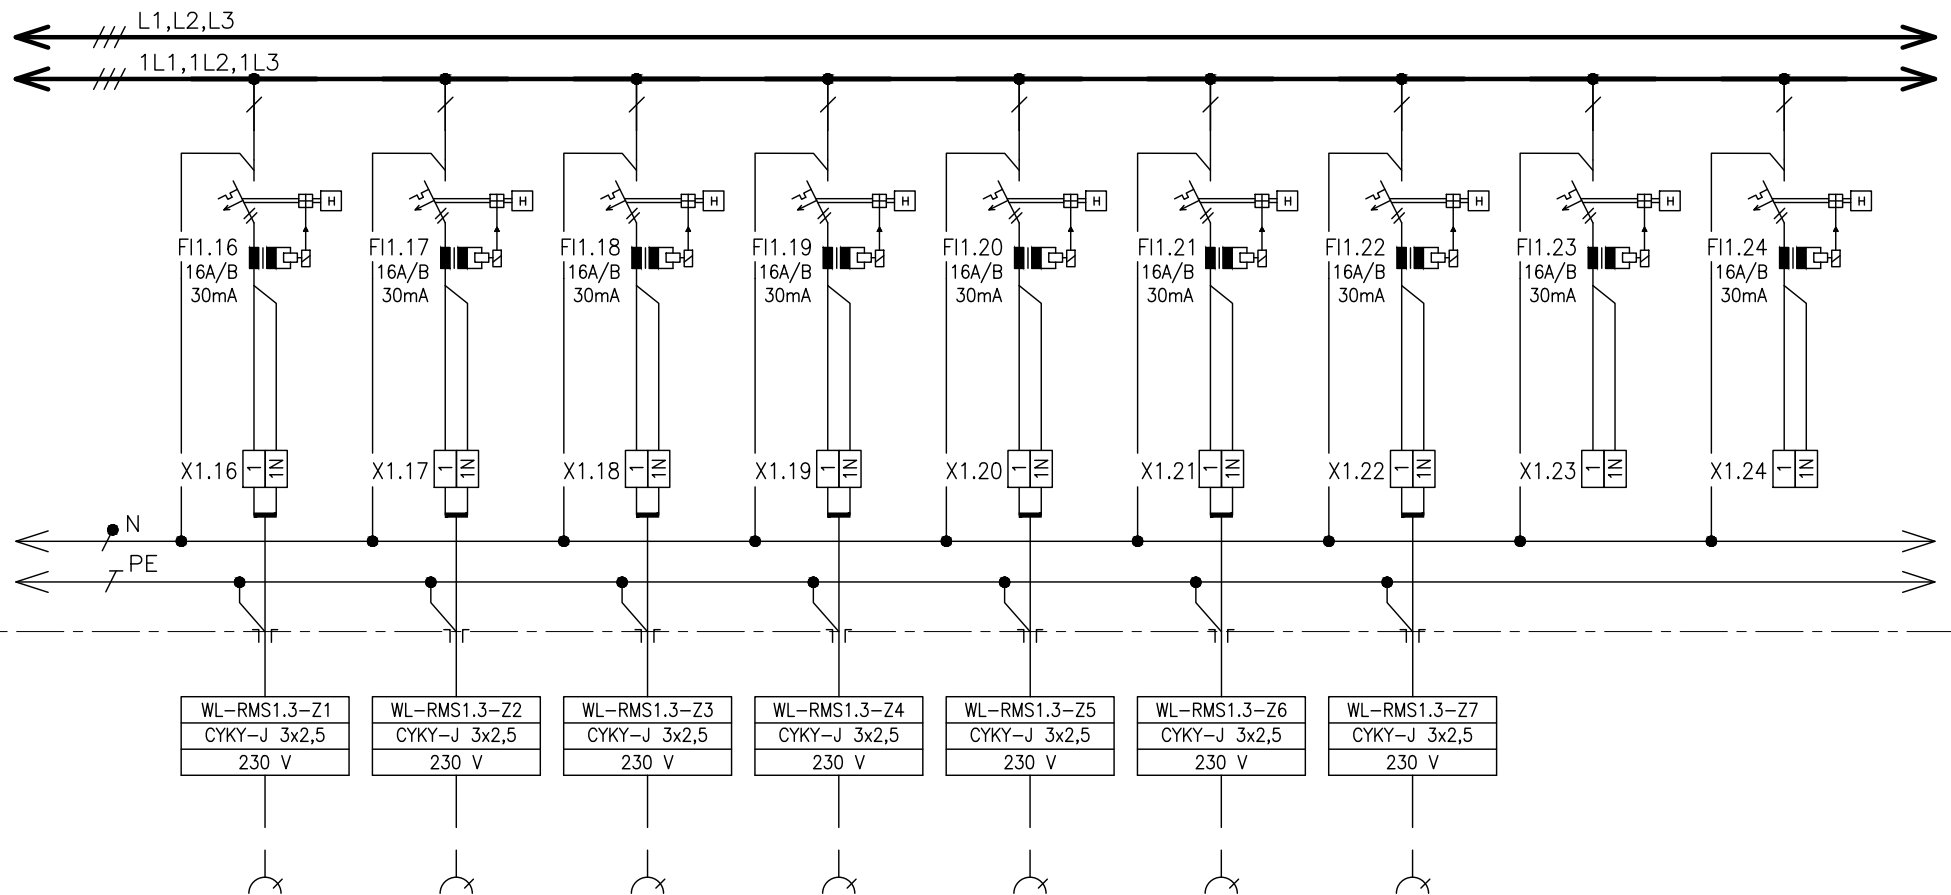 L1,L2,L3
1L1,1L2,1L3
H H H H H H H H H
FI1.16 FI1.17 FI1.18 FI1.19 FI1.20 FI1.21 FI1.22 FI1.23 FI1.24
16A/B 16A/B 16A/B 16A/B 16A/B 16A/B 16A/B 16A/B 16A/B
30mA 30mA 30mA 30mA 30mA 30mA 30mA 30mA 30mA
X1.16 1 1N X1.17 1 1N X1.18 1 1N X1.19 1 1N X1.20 1 1N X1.21 1 1N X1.22 1 1N X1.23 1 1N X1.24 1 1N
N
PE
WL-RMS1.3-Z1 WL-RMS1.3-Z2 WL-RMS1.3-Z3 WL-RMS1.3-Z4 WL-RMS1.3-Z5 WL-RMS1.3-Z6 WL-RMS1.3-Z7
CYKY-J 3x2,5 CYKY-J 3x2,5 CYKY-J 3x2,5 CYKY-J 3x2,5 CYKY-J 3x2,5 CYKY-J 3x2,5 CYKY-J 3x2,5
230 V 230 V 230 V 230 V 230 V 230 V 230 V